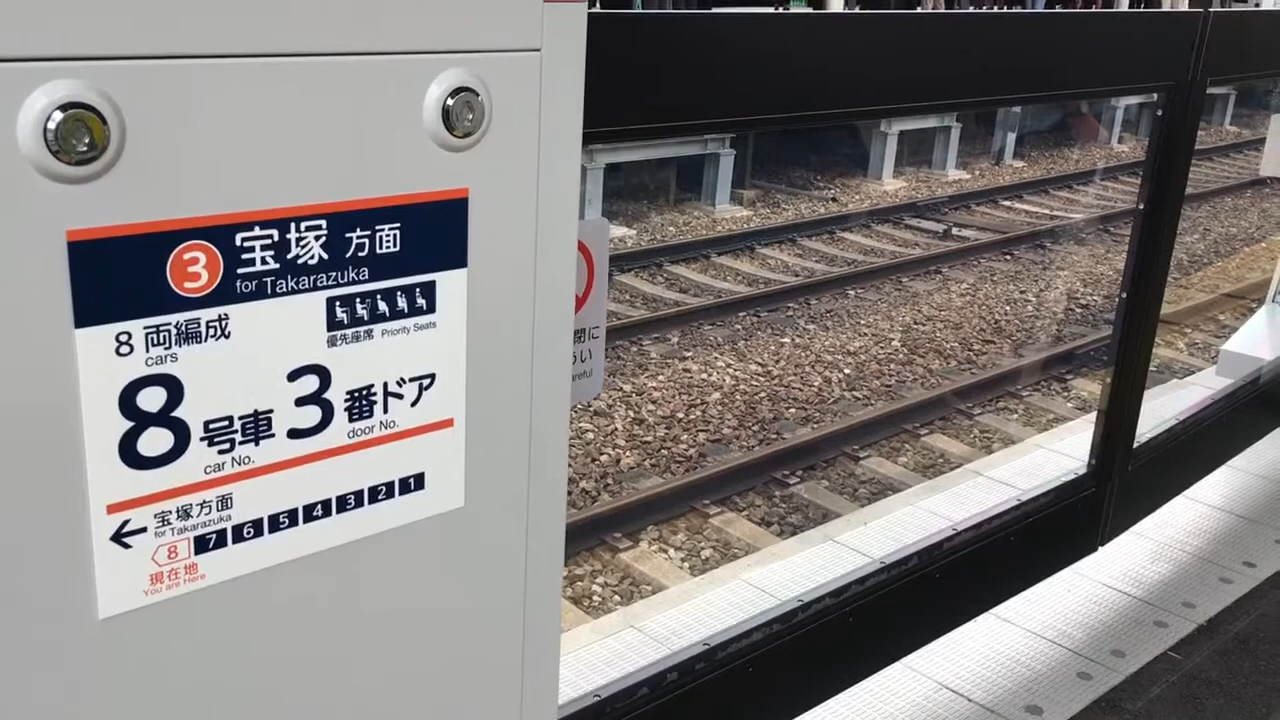 3 宝塚 方面
for Takarazuka
8 両編成
cars
優先座席 Priority Seats
8 号車 3 番ドア
car No. door No.
← 宝塚方面
for Takarazuka
8 7 6 5 4 3 2 1
現在地
You are Here
閉に